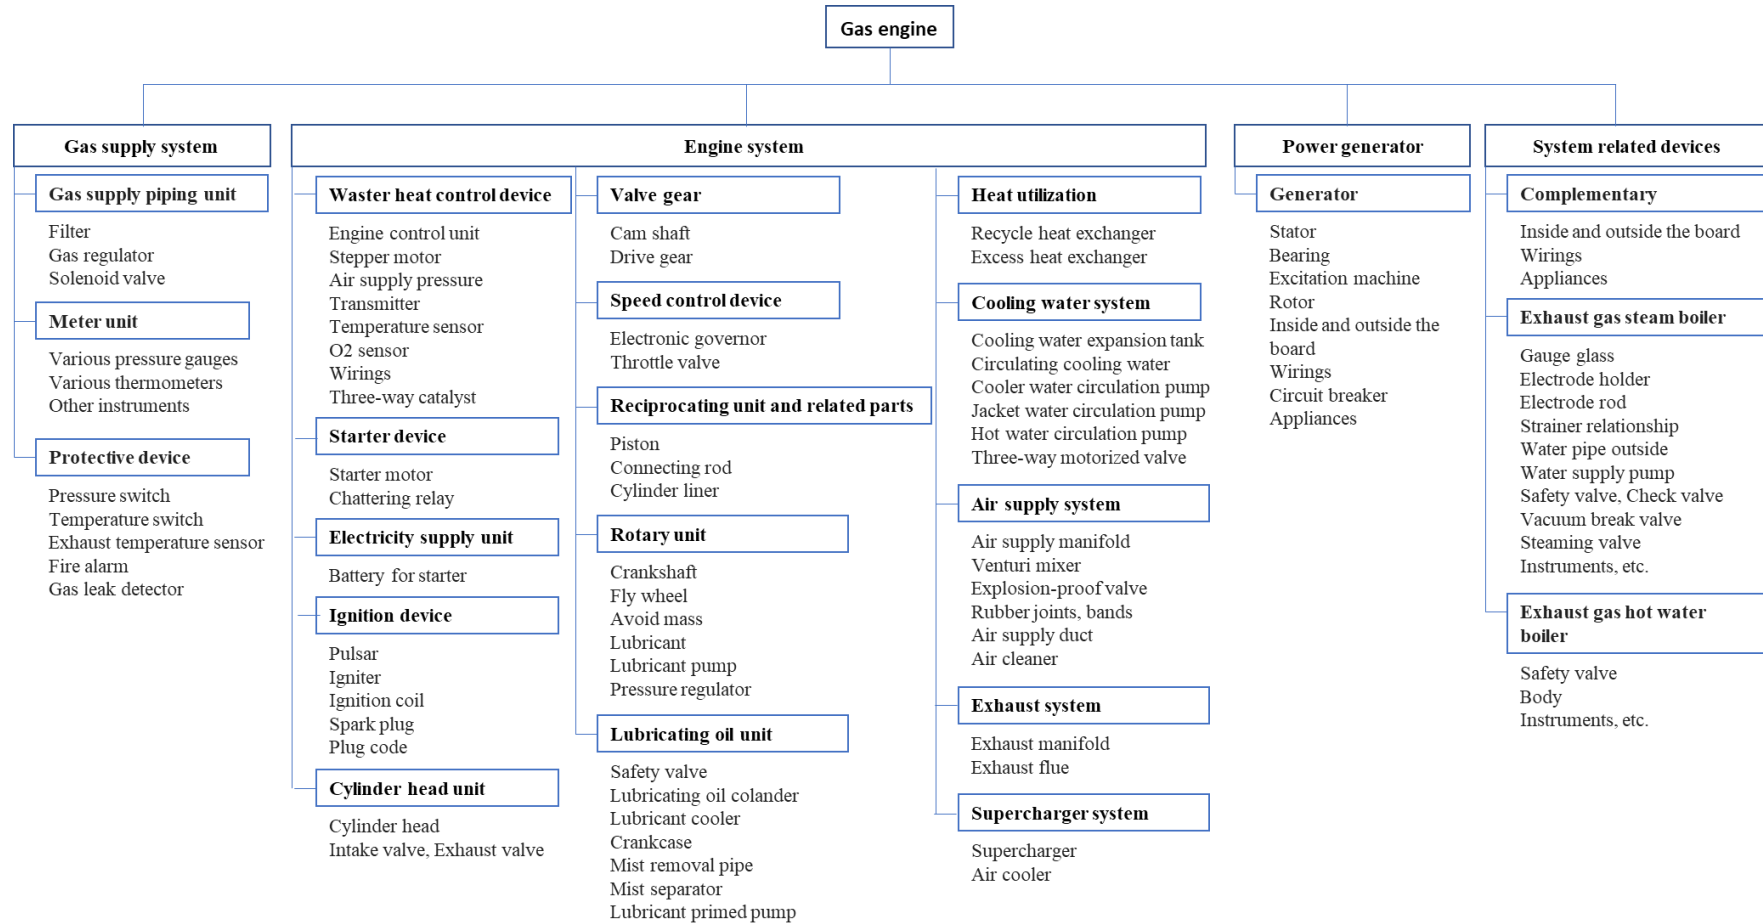 Gas engine
Gas supply system
Gas supply piping unit
Filter
Gas regulator
Solenoid valve
Meter unit
Various pressure gauges
Various thermometers
Other instruments
Protective device
Pressure switch
Temperature switch
Exhaust temperature sensor
Fire alarm
Gas leak detector
Engine system
Waster heat control device
Engine control unit
Stepper motor
Air supply pressure
Transmitter
Temperature sensor
O2 sensor
Wirings
Three-way catalyst
Starter device
Starter motor
Chattering relay
Electricity supply unit
Battery for starter
Ignition device
Pulsar
Igniter
Ignition coil
Spark plug
Plug code
Cylinder head unit
Cylinder head
Intake valve, Exhaust valve
Valve gear
Cam shaft
Drive gear
Speed control device
Electronic governor
Throttle valve
Reciprocating unit and related parts
Piston
Connecting rod
Cylinder liner
Rotary unit
Crankshaft
Fly wheel
Avoid mass
Lubricant
Lubricant pump
Pressure regulator
Lubricating oil unit
Safety valve
Lubricating oil colander
Lubricant cooler
Crankcase
Mist removal pipe
Mist separator
Lubricant primed pump
Heat utilization
Recycle heat exchanger
Excess heat exchanger
Cooling water system
Cooling water expansion tank
Circulating cooling water
Cooler water circulation pump
Jacket water circulation pump
Hot water circulation pump
Three-way motorized valve
Air supply system
Air supply manifold
Venturi mixer
Explosion-proof valve
Rubber joints, bands
Air supply duct
Air cleaner
Exhaust system
Exhaust manifold
Exhaust flue
Supercharger system
Supercharger
Air cooler
Power generator
Generator
Stator
Bearing
Excitation machine
Rotor
Inside and outside the
board
Wirings
Circuit breaker
Appliances
System related devices
Complementary
Inside and outside the board
Wirings
Appliances
Exhaust gas steam boiler
Gauge glass
Electrode holder
Electrode rod
Strainer relationship
Water pipe outside
Water supply pump
Safety valve, Check valve
Vacuum break valve
Steaming valve
Instruments, etc.
Exhaust gas hot water
boiler
Safety valve
Body
Instruments, etc.